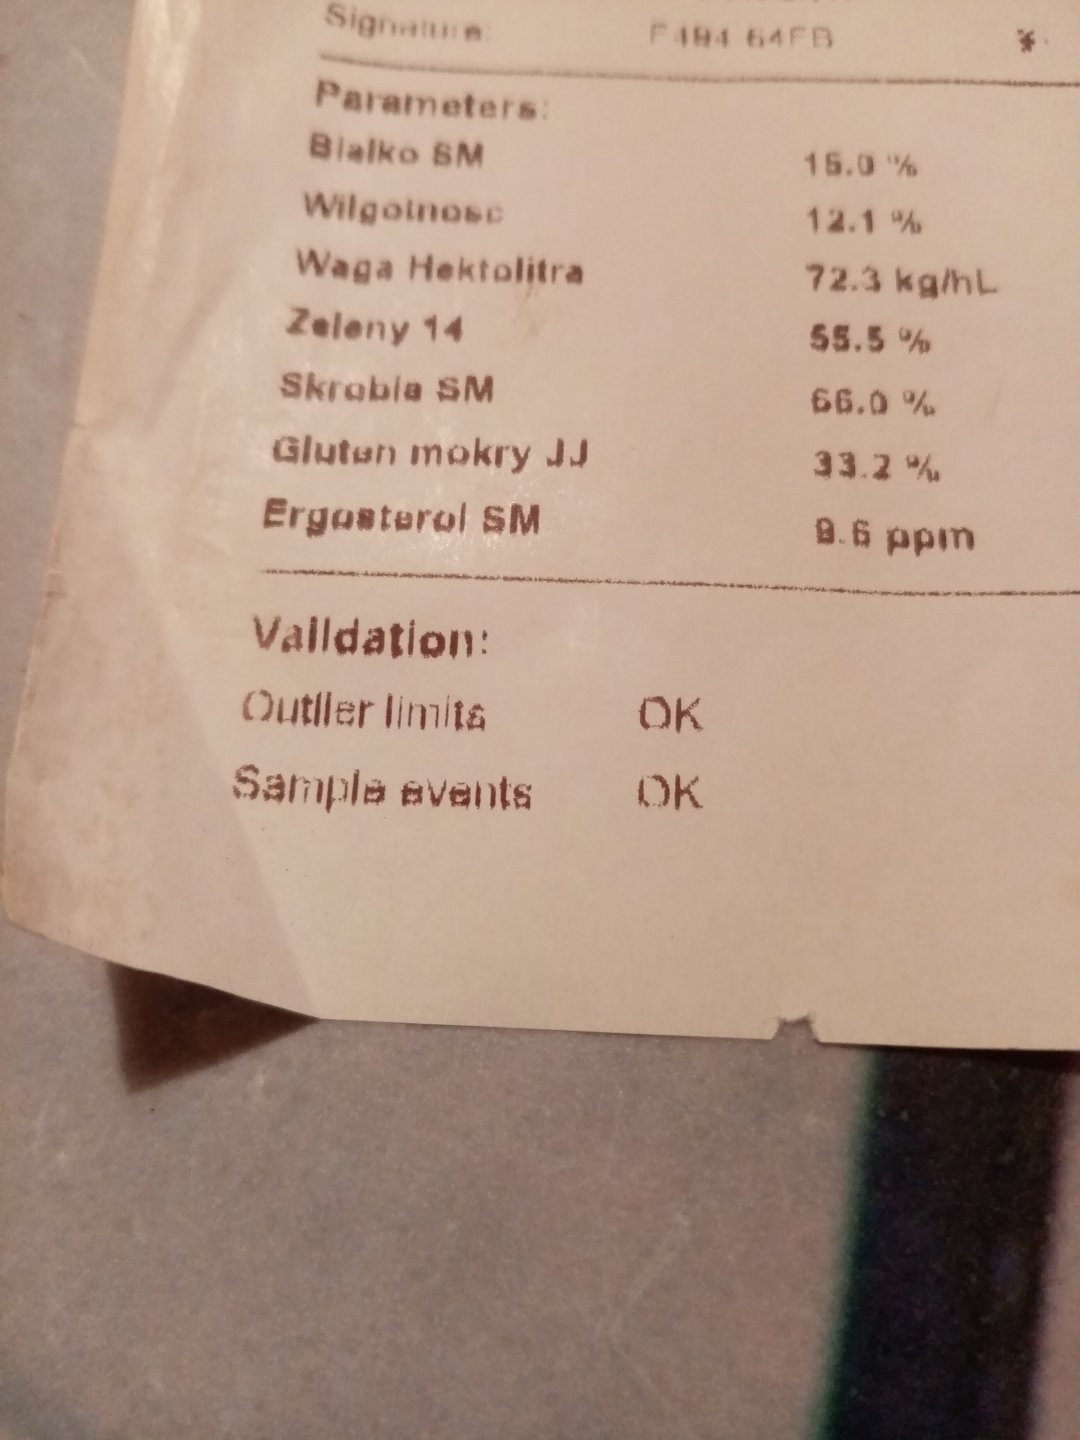 Signature:
Parameters:
Bialko SM 15.0 %
Wilgotnosc 12.1 %
Waga Hektolitra 72.3 kg/hL
Zeleny 14 55.5 %
Skrobia SM 66.0 %
Gluten mokry JJ 33.2 %
Ergosterol SM 9.6 ppm
Validation:
Outlier limits OK
Sample events OK